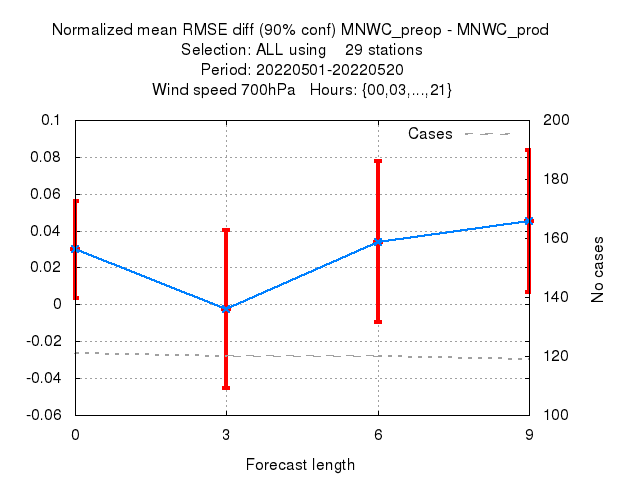 Normalized mean RMSE diff (90% conf) MNWC_preop - MNWC_prod
Selection: ALL using    29 stations
Period: 20220501-20220520
Wind speed 700hPa   Hours: {00,03,...,21}
Cases
0.1
0.08
0.06
0.04
0.02
0
-0.02
-0.04
-0.06
200
180
160
140
120
100
No cases
0 3 6 9
Forecast length